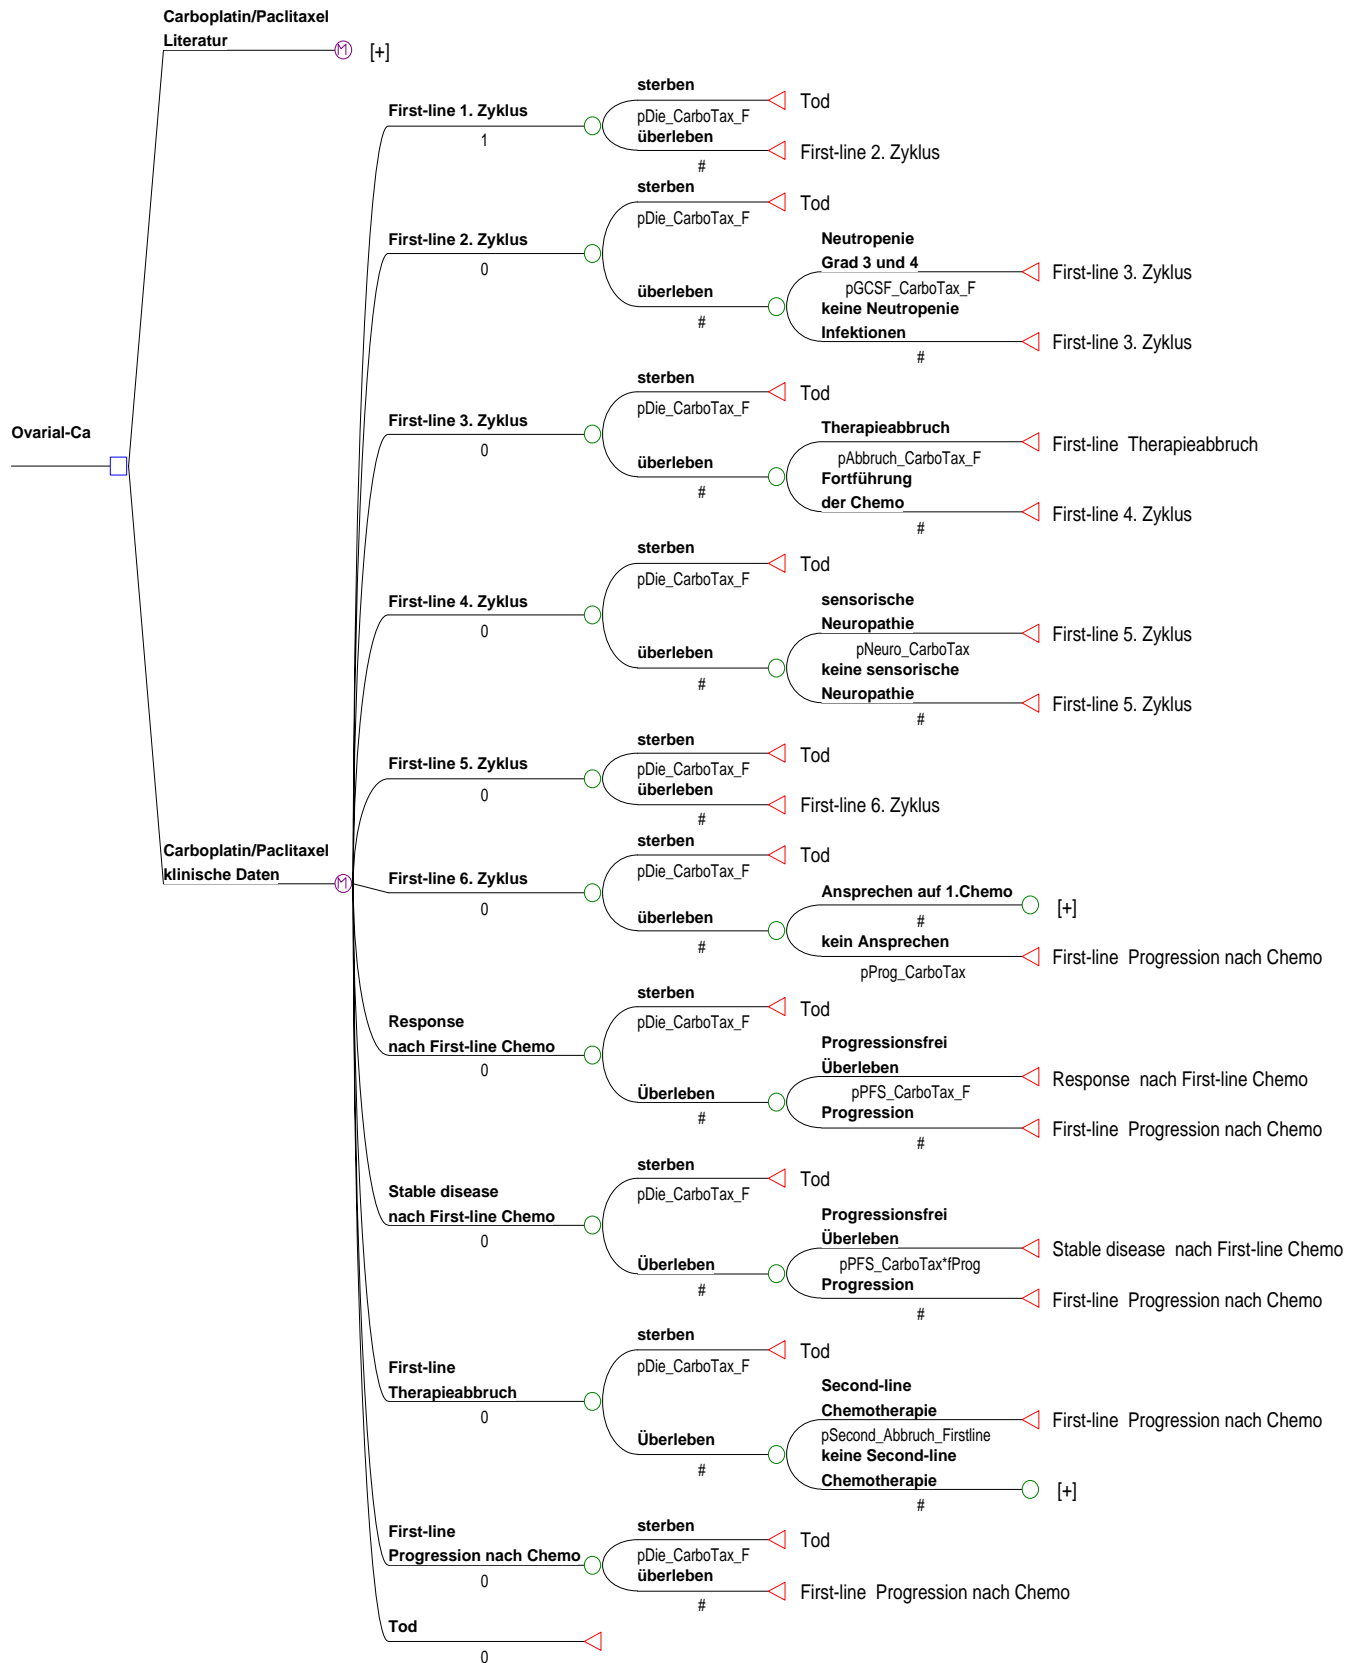 Carboplatin/Paclitaxel
Literatur
[+]
Ovarial-Ca
Carboplatin/Paclitaxel
klinische Daten
First-line 1. Zyklus
1
sterben
pDie_CarboTax_F
Tod
überleben
#
First-line 2. Zyklus
First-line 2. Zyklus
0
sterben
pDie_CarboTax_F
Tod
überleben
#
Neutropenie
Grad 3 und 4
pGCSF_CarboTax_F
First-line 3. Zyklus
keine Neutropenie
Infektionen
#
First-line 3. Zyklus
First-line 3. Zyklus
0
sterben
pDie_CarboTax_F
Tod
überleben
#
Therapieabbruch
pAbbruch_CarboTax_F
First-line Therapieabbruch
Fortführung
der Chemo
#
First-line 4. Zyklus
First-line 4. Zyklus
0
sterben
pDie_CarboTax_F
Tod
überleben
#
sensorische
Neuropathie
pNeuro_CarboTax
First-line 5. Zyklus
keine sensorische
Neuropathie
#
First-line 5. Zyklus
First-line 5. Zyklus
0
sterben
pDie_CarboTax_F
Tod
überleben
#
First-line 6. Zyklus
First-line 6. Zyklus
0
sterben
pDie_CarboTax_F
Tod
überleben
#
Ansprechen auf 1.Chemo
#
[+]
kein Ansprechen
pProg_CarboTax
First-line Progression nach Chemo
Response
nach First-line Chemo
0
sterben
pDie_CarboTax_F
Tod
Überleben
#
Progressionsfrei
Überleben
pPFS_CarboTax_F
Response nach First-line Chemo
Progression
#
First-line Progression nach Chemo
Stable disease
nach First-line Chemo
0
sterben
pDie_CarboTax_F
Tod
Überleben
#
Progressionsfrei
Überleben
pPFS_CarboTax*fProg
Stable disease nach First-line Chemo
Progression
#
First-line Progression nach Chemo
First-line
Therapieabbruch
0
sterben
pDie_CarboTax_F
Tod
Überleben
#
Second-line
Chemotherapie
pSecond_Abbruch_Firstline
First-line Progression nach Chemo
keine Second-line
Chemotherapie
#
[+]
First-line
Progression nach Chemo
0
sterben
pDie_CarboTax_F
Tod
überleben
#
First-line Progression nach Chemo
Tod
0